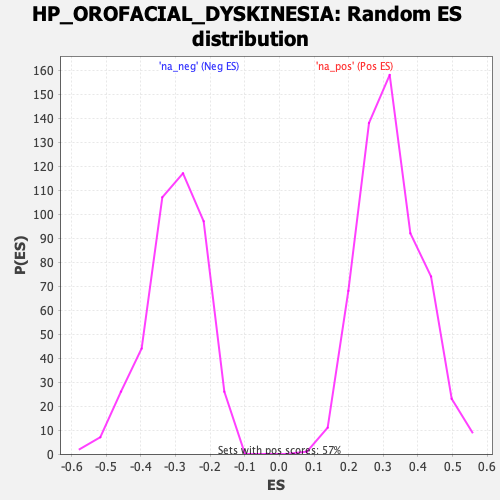 HP_OROFACIAL_DYSKINESIA: Random ES
distribution
'na_neg' (Neg ES) 'na_pos' (Pos ES)
160
150
140
130
120
110
100
90
80
70
60
50
40
30
20
10
0
P(ES)
Sets with pos scores: 57%
-0.6 -0.5 -0.4 -0.3 -0.2 -0.1 0.0 0.1 0.2 0.3 0.4 0.5 0.6
ES